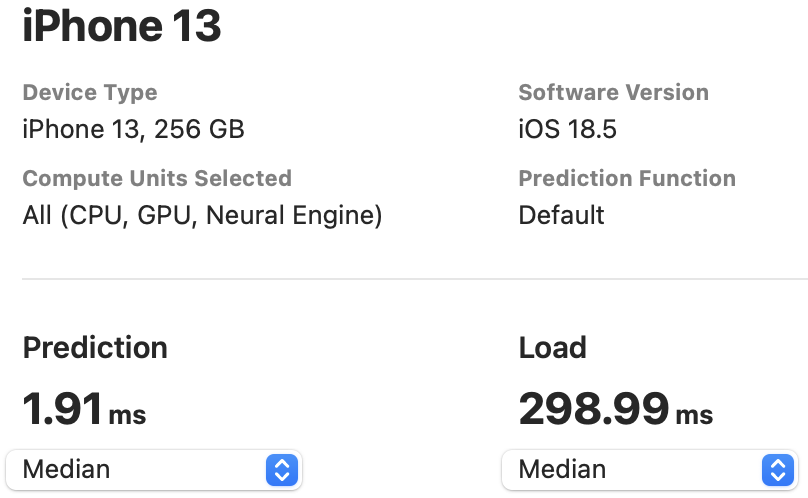 iPhone 13
Device Type
Software Version
iPhone 13, 256 GB
iOS 18.5
Compute Units Selected
Prediction Function
All (CPU, GPU, Neural Engine)
Default
Prediction
Load
1.91 ms
298.99 ms
Median
Median